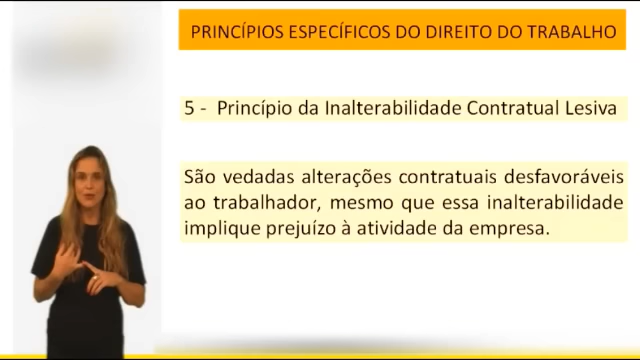 PRINCÍPIOS ESPECÍFICOS DO DIREITO DO TRABALHO
5 - Princípio da Inalterabilidade Contratual Lesiva
São vedadas alterações contratuais desfavoráveis
ao trabalhador, mesmo que essa inalterabilidade
implique prejuízo à atividade da empresa.